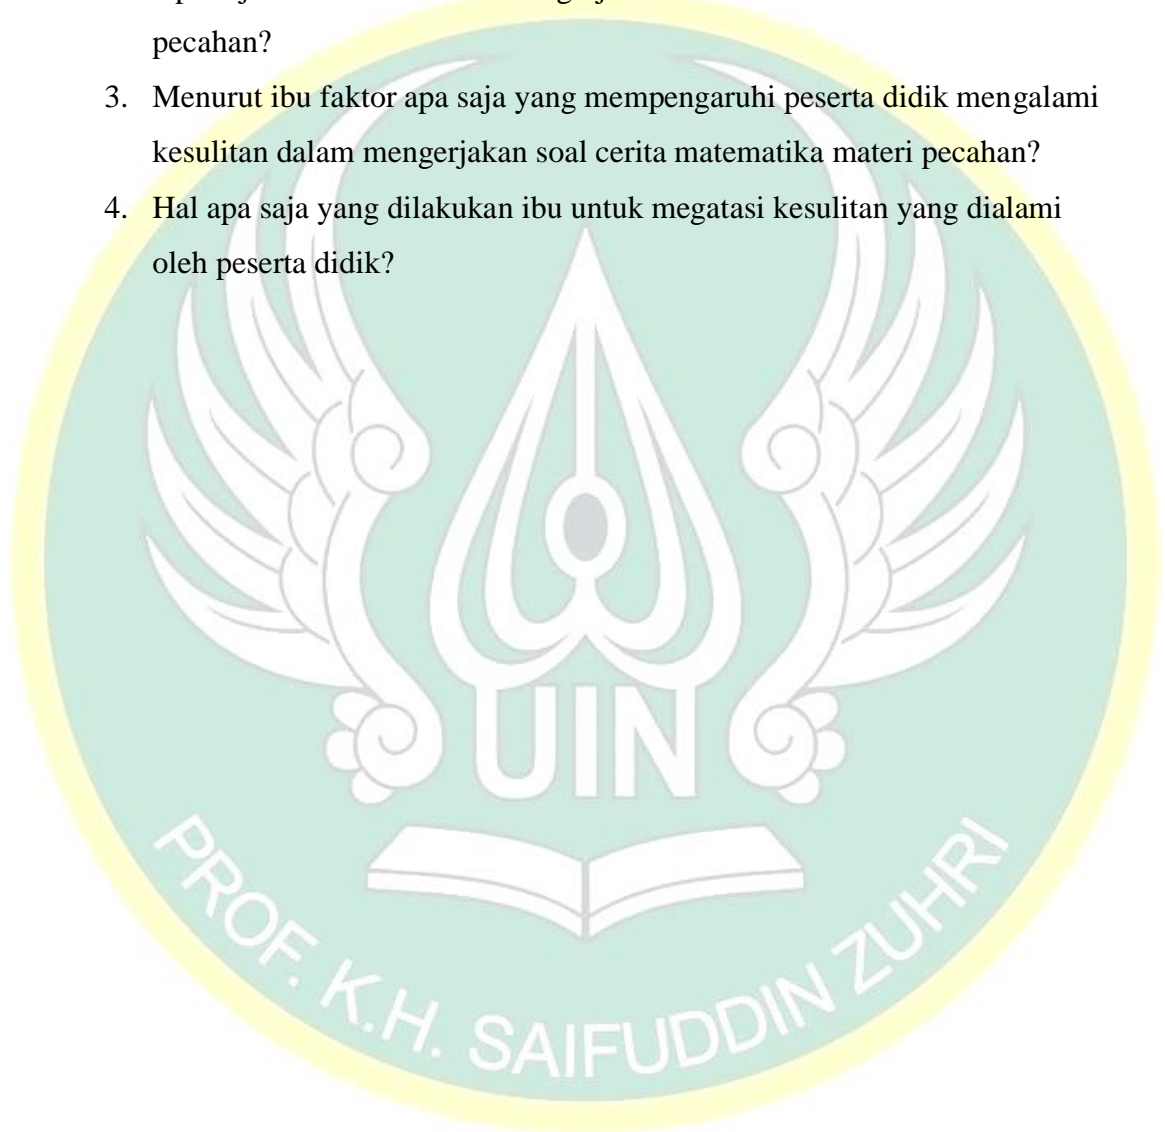 pecahan?
3. Menurut ibu faktor apa saja yang mempengaruhi peserta didik mengalami
kesulitan dalam mengerjakan soal cerita matematika materi pecahan?
4. Hal apa saja yang dilakukan ibu untuk megatasi kesulitan yang dialami
oleh peserta didik?
UIN
PROF. K.H. SAIFUDDIN ZUHRI